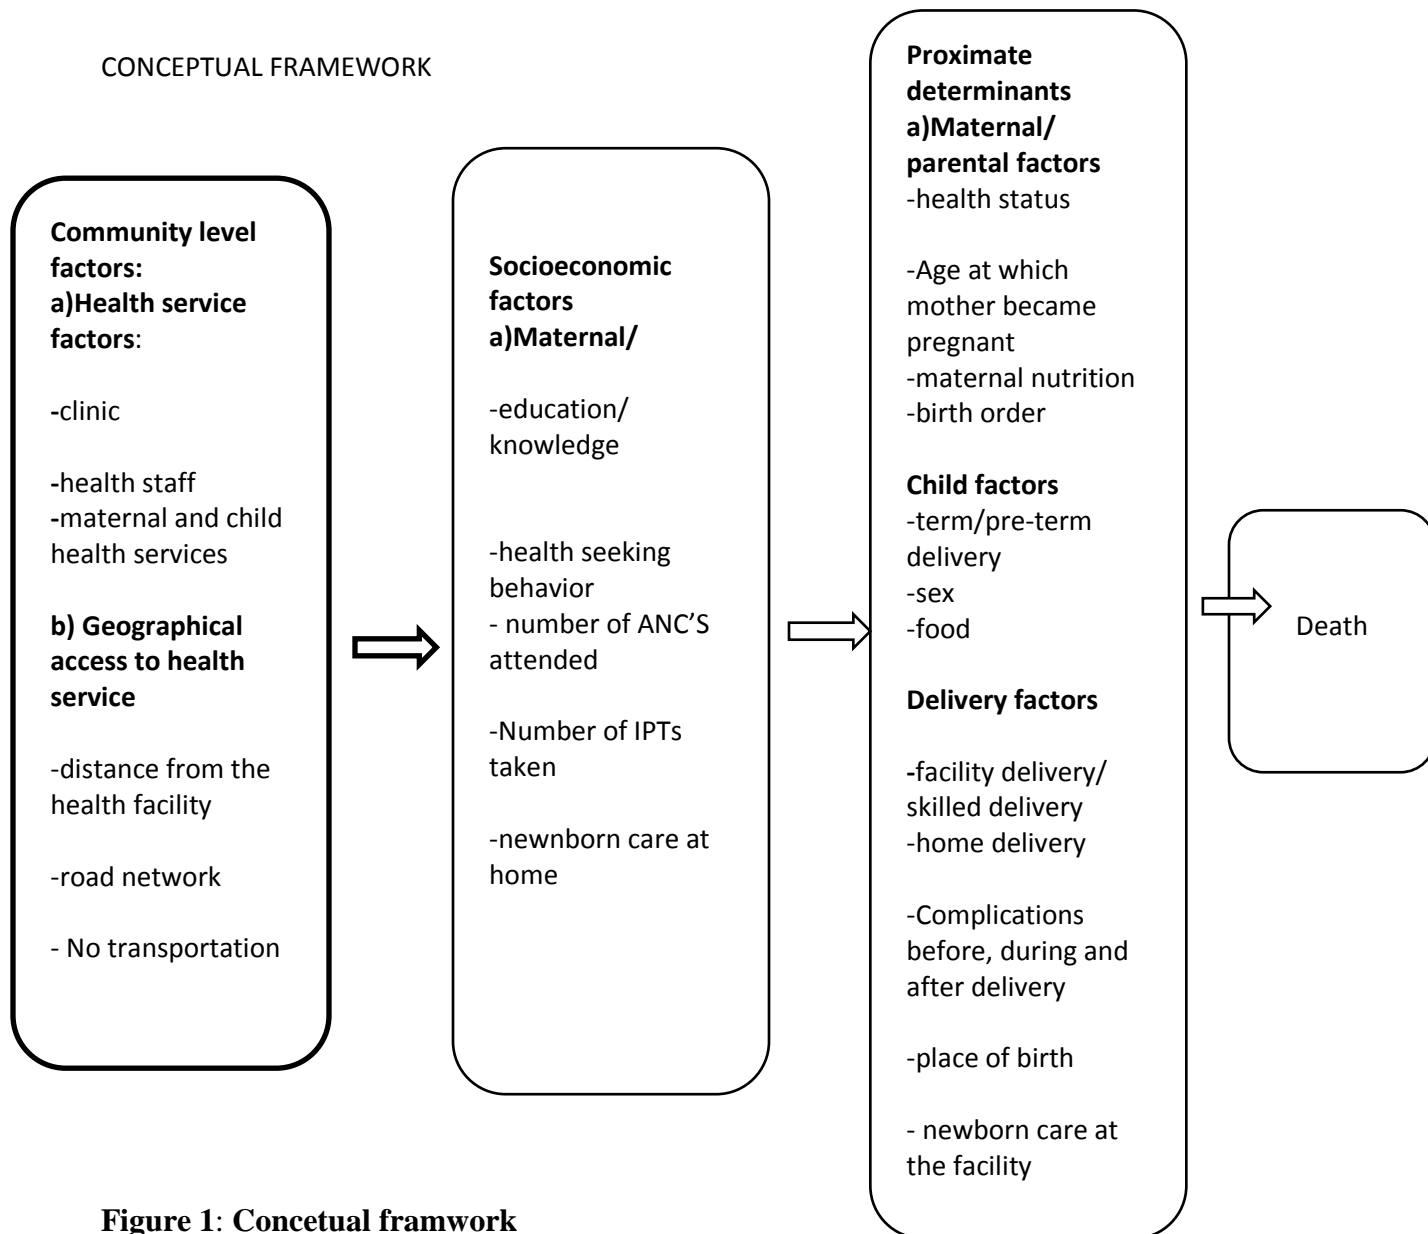 CONCEPTUAL FRAMEWORK
Community level
factors:
a)Health service
factors:
-clinic
-health staff
-maternal and child
health services
b) Geographical
access to health
service
-distance from the
health facility
-road network
- No transportation
Socioeconomic
factors
a)Maternal/
-education/
knowledge
-health seeking
behavior
- number of ANC’S
attended
-Number of IPTs
taken
-newnborn care at
home
Proximate
determinants
a)Maternal/
parental factors
-health status
-Age at which
mother became
pregnant
-maternal nutrition
-birth order
Child factors
-term/pre-term
delivery
-sex
-food
Delivery factors
-facility delivery/
skilled delivery
-home delivery
-Complications
before, during and
after delivery
-place of birth
- newborn care at
the facility
Death
Figure 1: Concetual framwork